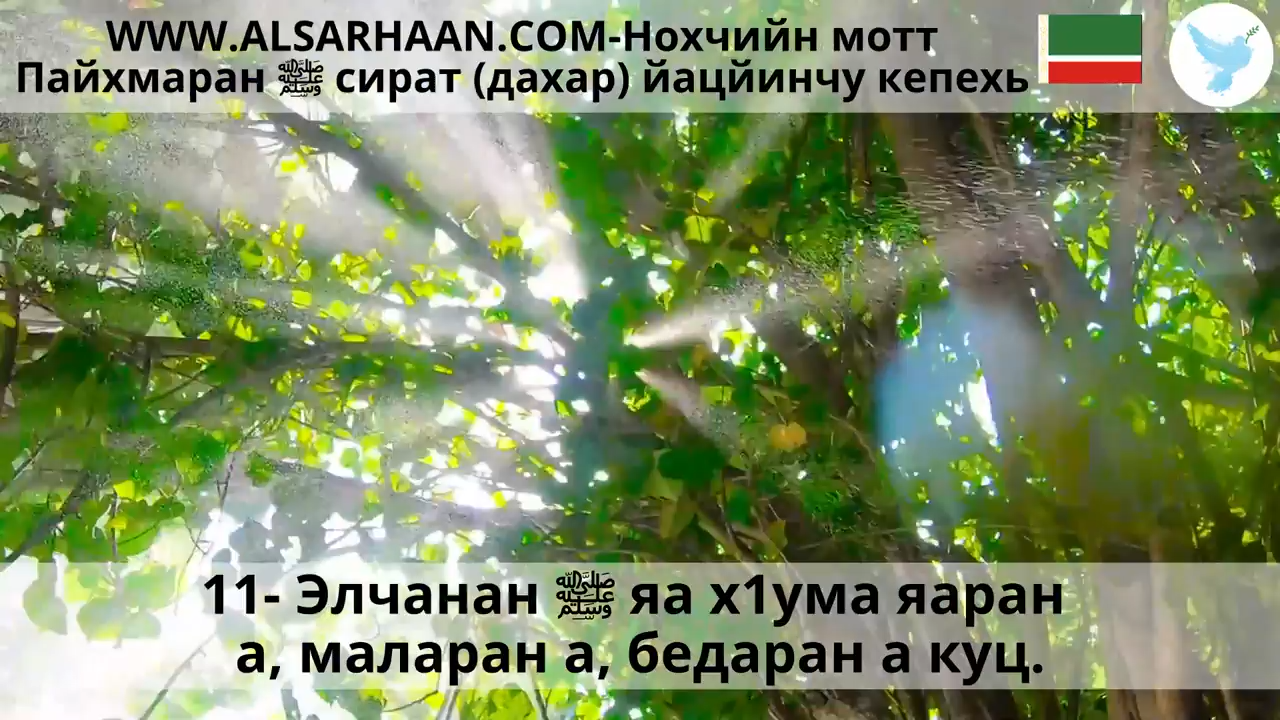 WWW.ALSARHAAN.COM-Нохчийн мотт
Пайхмаран ﷺ сират (дахар) йацйинчу кепехь
11- Элчанан ﷺ яа х1ума яаран
а, маларан а, бедаран а куц.